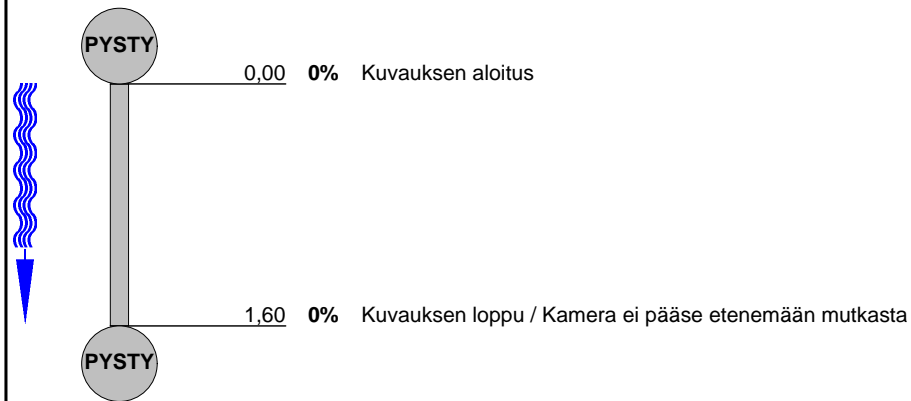 PYSTY
0,00 0% Kuvauksen aloitus
1,60 0% Kuvauksen loppu / Kamera ei pääse etenemään mutkasta
PYSTY